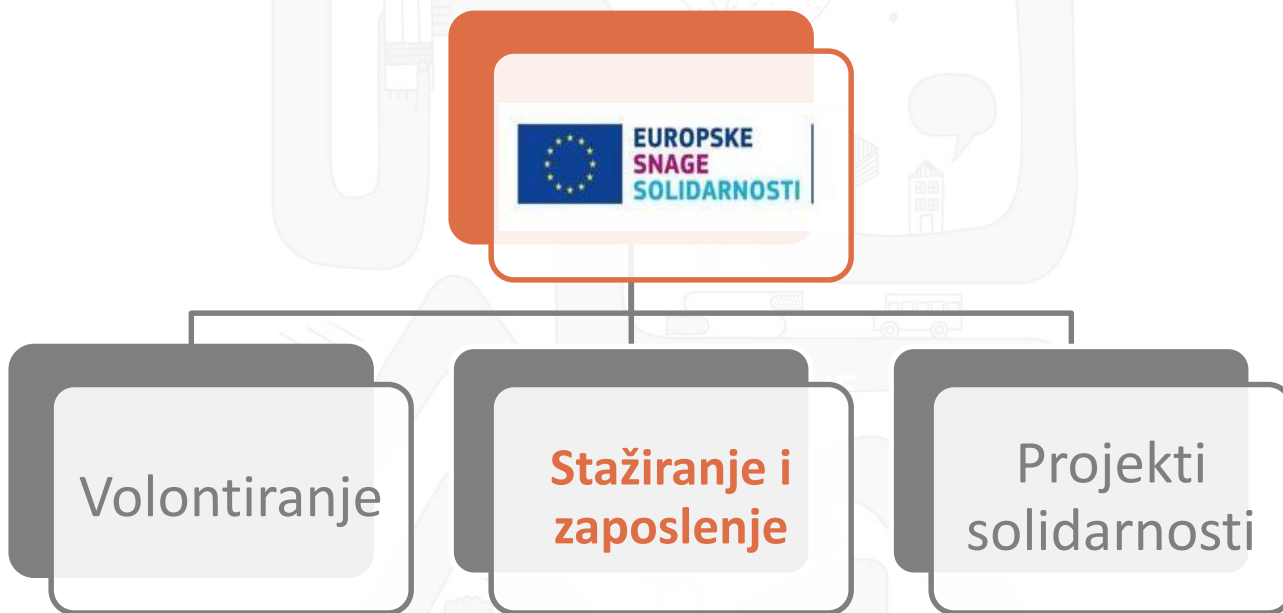 EUROPSKE
SNAGE
SOLIDARNOSTI
Volontiranje
Stažiranje i
zaposlenje
Projekti
solidarnosti